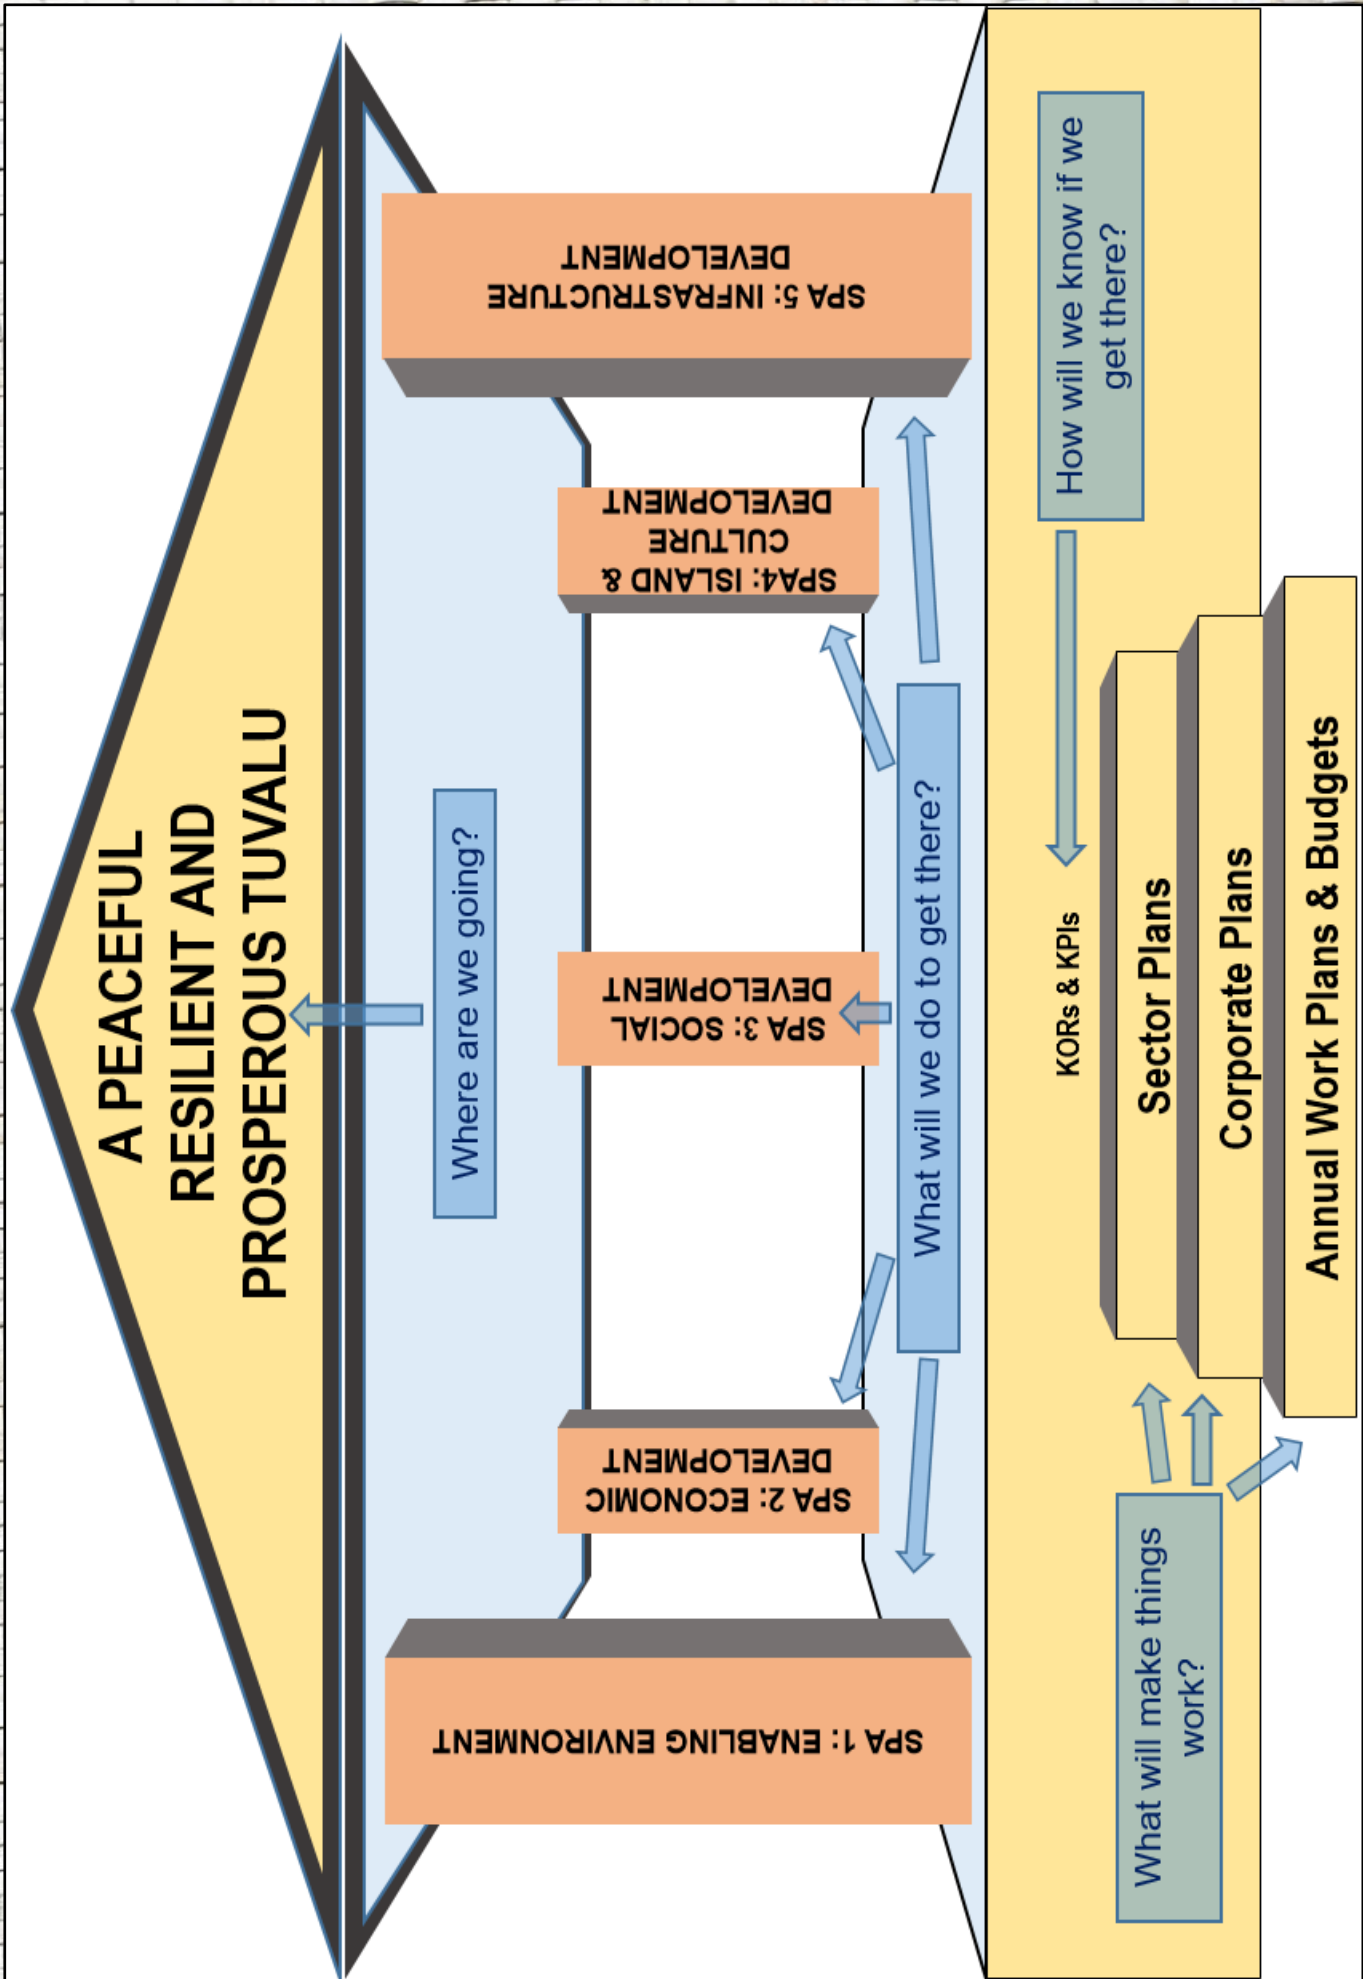 A PEACEFUL
RESILIENT AND
PROSPEROUS TUVALU
Where are we going?
SPA 1: ENABLING ENVIRONMENT
SPA 2: ECONOMIC
DEVELOPMENT
SPA 3: SOCIAL
DEVELOPMENT
SPA4: ISLAND &
CULTURE
DEVELOPMENT
SPA 5: INFRASTRUCTURE
DEVELOPMENT
What will we do to get there?
How will we know if we
get there?
KORs & KPIs
What will make things
work?
Sector Plans
Corporate Plans
Annual Work Plans & Budgets